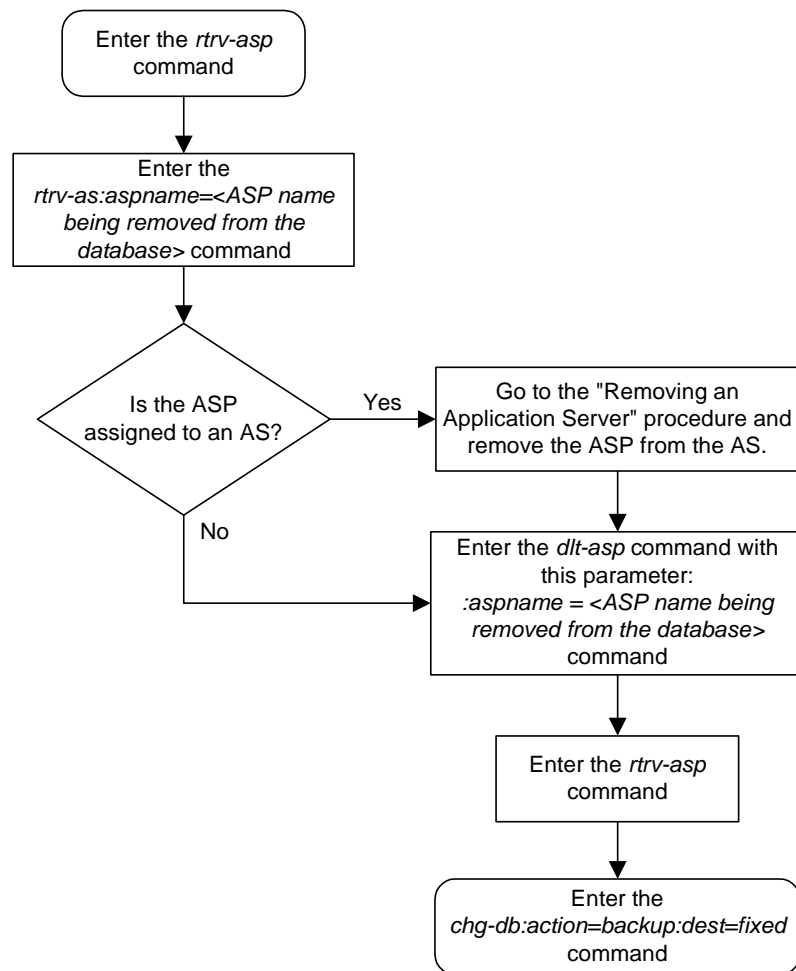 Enter the rtrv-asp
command
Enter the
rtrv-as:aspname=<ASP name
being removed from the
database> command
Is the ASP
assigned to an AS?
Yes
Go to the "Removing an
Application Server" procedure and
remove the ASP from the AS.
No
Enter the dlt-asp command with
this parameter:
:aspname = <ASP name being
removed from the database>
command
Enter the rtrv-asp
command
Enter the
chg-db:action=backup:dest=fixed
command